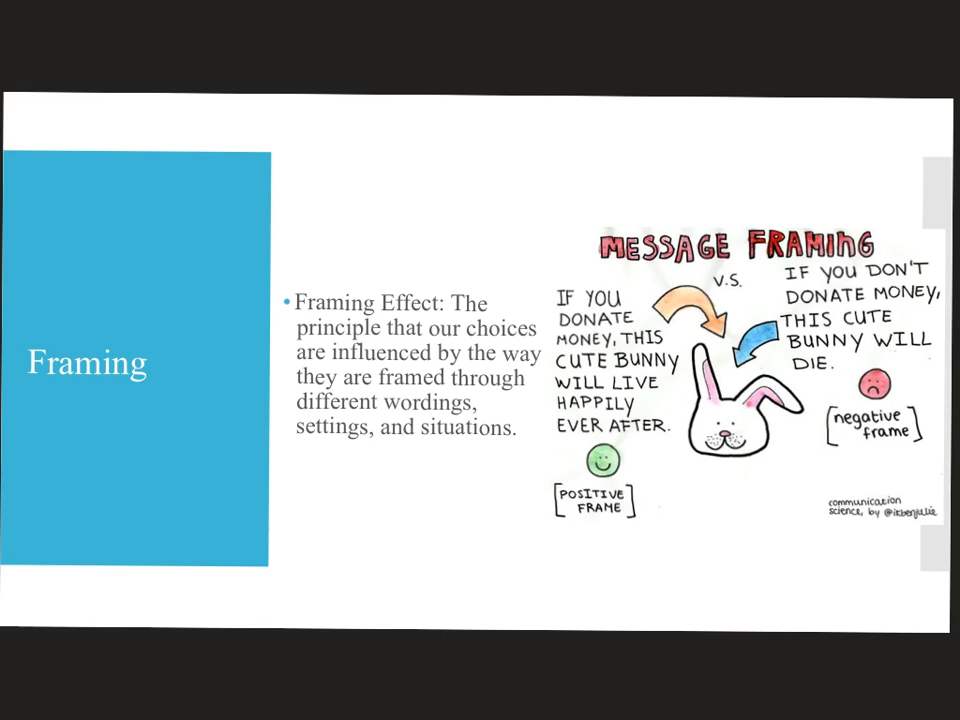 Framing
• Framing Effect: The
principle that our choices
are influenced by the way
they are framed through
different wordings,
settings, and situations.
MESSAGE FRAMING
V.S.
IF YOU
DONATE
MONEY, THIS
CUTE BUNNY
WILL LIVE
HAPPILY
EVER AFTER.
[POSITIVE
FRAME]
IF YOU DON'T
DONATE MONEY,
THIS CUTE
BUNNY WILL
DIE.
[negative
frame]
communication
science, by @ikbenjulie